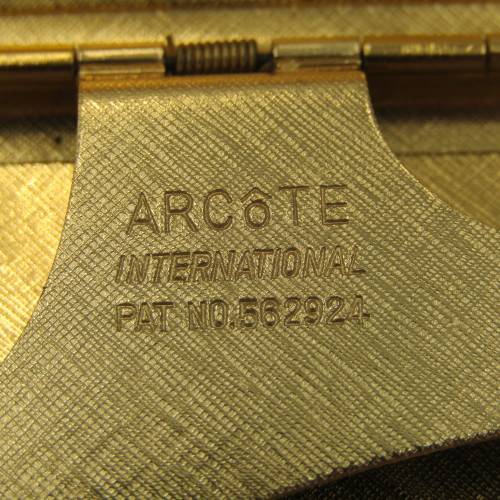 ARCôTE
INTERNATIONAL
PAT NO.562924